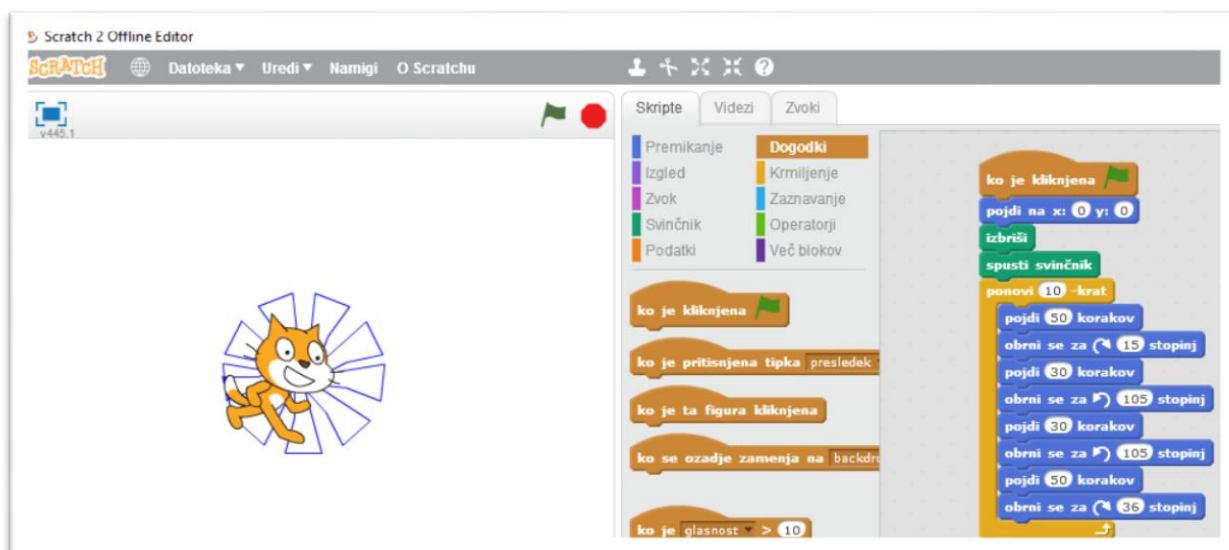 Scratch 2 Offline Editor
SCRATCH Datoteka Uredi Namigi O Scratchu
v445.1
Skripte Videzi Zvoki
Premikanje Dogodki
Izgled Krmiljenje
Zvok Zaznavanje
Svinčnik Operatorji
Podatki Več blokov
ko je kliknjena
ko je pritisnjena tipka presledek
ko je ta figura kliknjena
ko se ozadje zamenja na
ko je glasnost > 10
ko je kliknjena
pojdi na x: 0 y: 0
izbriši
spusti svinčnik
ponovi 10 -krat
pojdi 50 korakov
obrni se za 15 stopinj
pojdi 30 korakov
obrni se za 105 stopinj
pojdi 30 korakov
obrni se za 105 stopinj
pojdi 50 korakov
obrni se za 36 stopinj